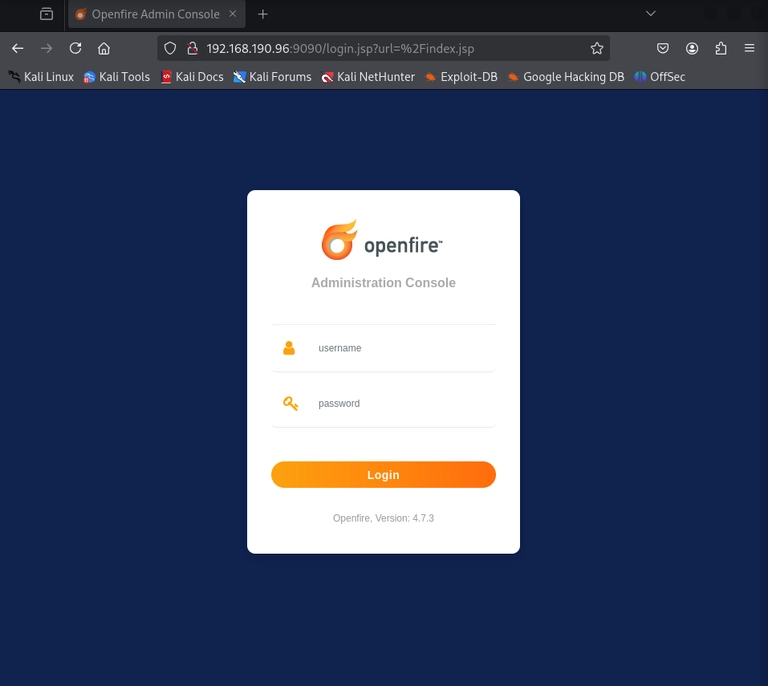 Openfire Admin Console
192.168.190.96:9090/login.jsp?url=%2Findex.jsp
Kali Linux Kali Tools Kali Docs Kali Forums Kali NetHunter Exploit-DB Google Hacking DB OffSec
openfire™
Administration Console
username
password
Login
Openfire, Version: 4.7.3